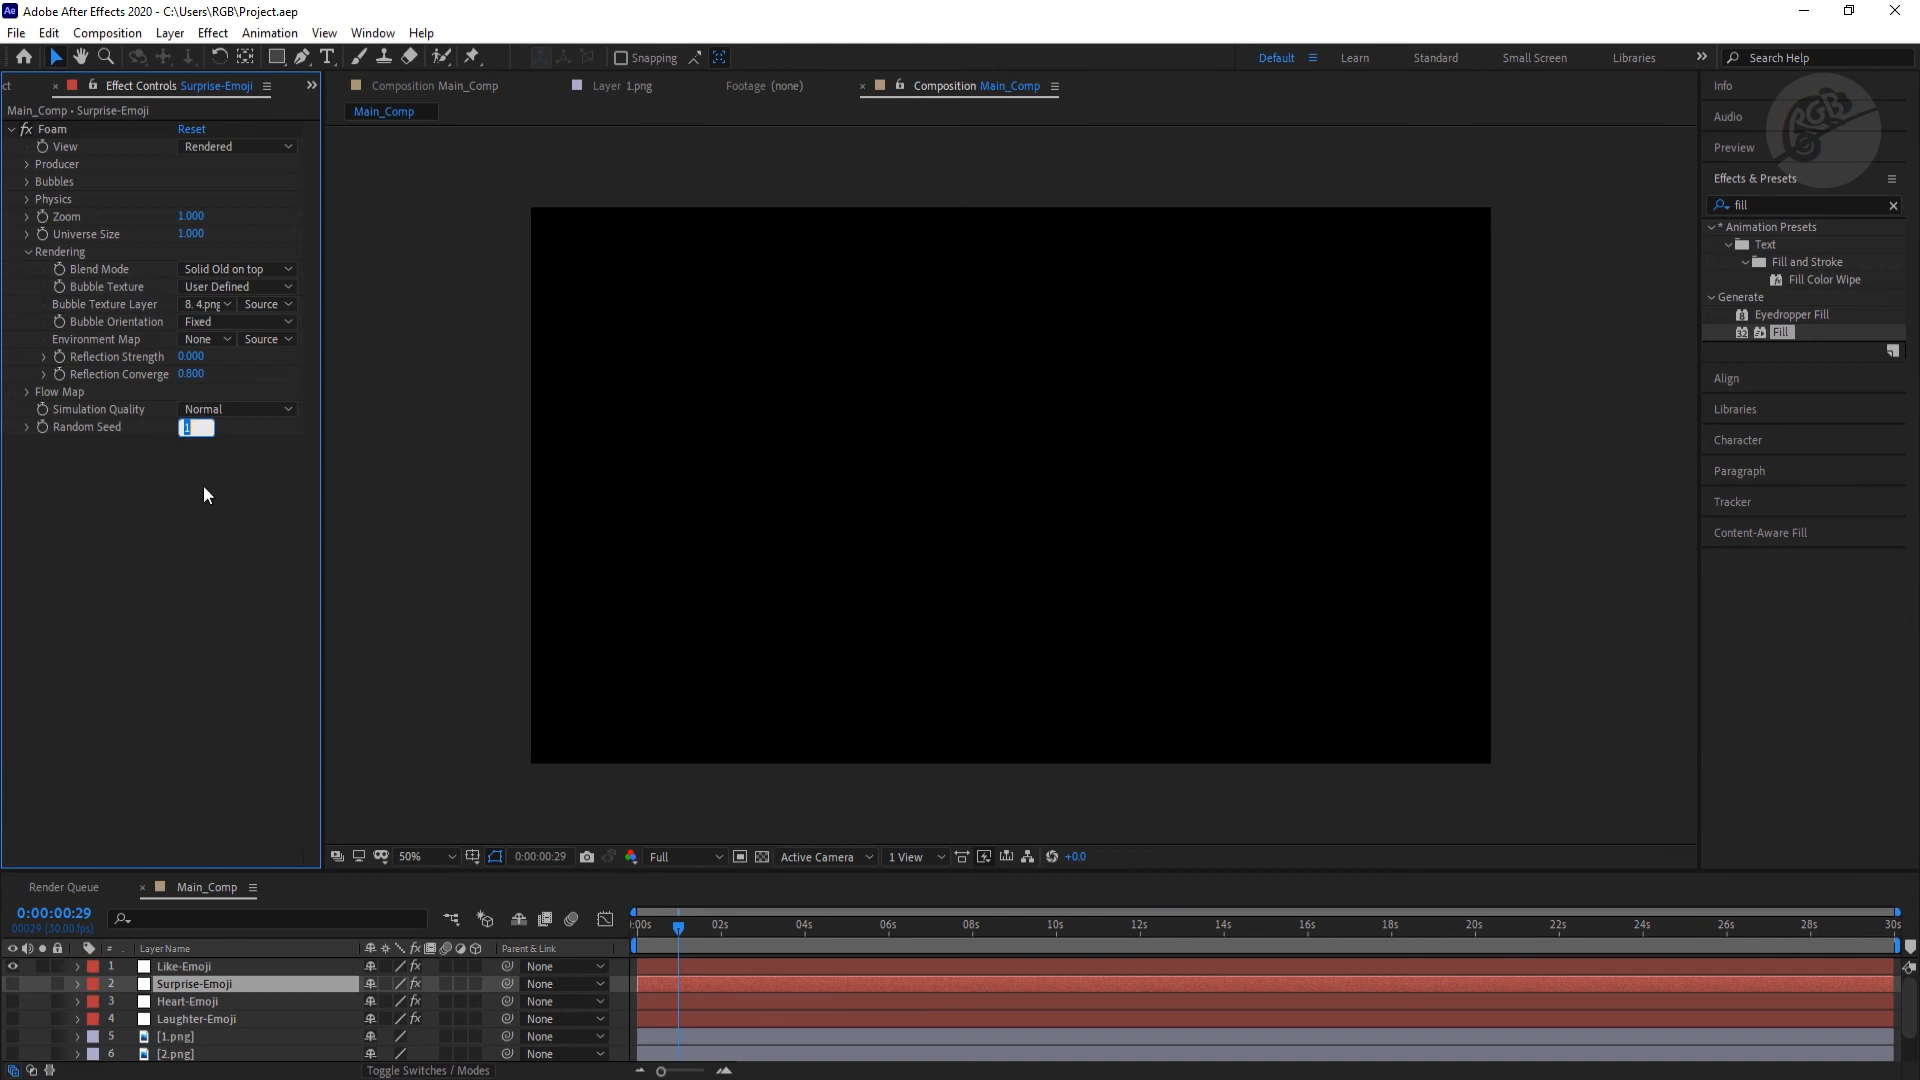 Ae Adobe After Effects 2020 - C:\Users\RGB\Project.aep
File Edit Composition Layer Effect Animation View Window Help
Snapping Default Learn Standard Small Screen Libraries Search Help
ct Effect Controls Surprise-Emoji
Composition Main_Comp Layer 1.png Footage (none) Composition Main_Comp
Main_Comp • Surprise-Emoji
Main_Comp
fx Foam Reset
View Rendered
Producer
Bubbles
Physics
Zoom 1.000
Universe Size 1.000
Rendering
Blend Mode Solid Old on top
Bubble Texture User Defined
Bubble Texture Layer 8. 4.png Source
Bubble Orientation Fixed
Environment Map None Source
Reflection Strength 0.000
Reflection Converge 0.800
Flow Map
Simulation Quality Normal
Random Seed 1
Info
Audio
Preview
RGB
Effects & Presets
fill
* Animation Presets
Text
Fill and Stroke
Fill Color Wipe
Generate
Eyedropper Fill
Fill
Align
Libraries
Character
Paragraph
Tracker
Content-Aware Fill
50% 0:00:00:29 Full Active Camera 1 View +0.0
Render Queue Main_Comp
0:00:00:29
00029 (30.00 fps)
:00s 02s 04s 06s 08s 10s 12s 14s 16s 18s 20s 22s 24s 26s 28s 30s
# Layer Name Parent & Link
1 Like-Emoji fx None
2 Surprise-Emoji fx None
3 Heart-Emoji fx None
4 Laughter-Emoji fx None
5 [1.png] None
6 [2.png] None
Toggle Switches / Modes